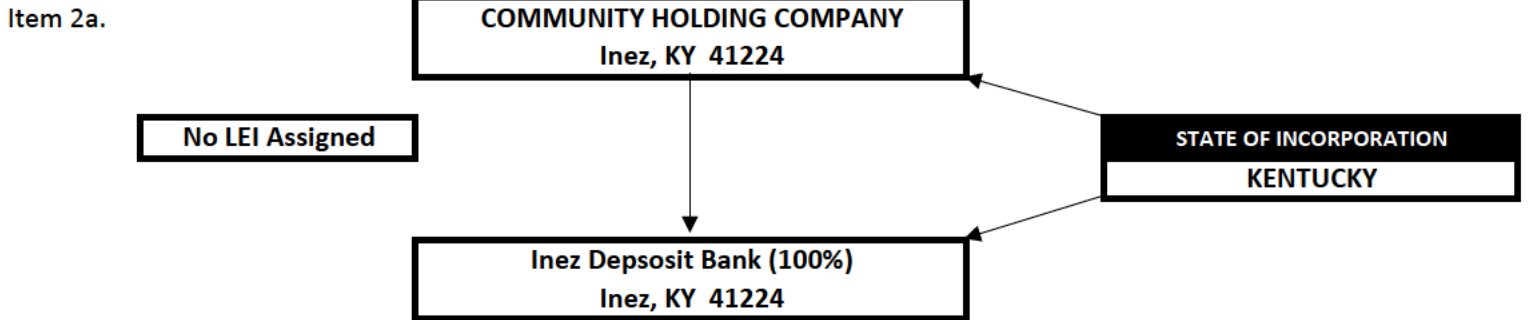 Item 2a.
COMMUNITY HOLDING COMPANY
Inez, KY 41224
No LEI Assigned
STATE OF INCORPORATION
KENTUCKY
Inez Depsosit Bank (100%)
Inez, KY 41224